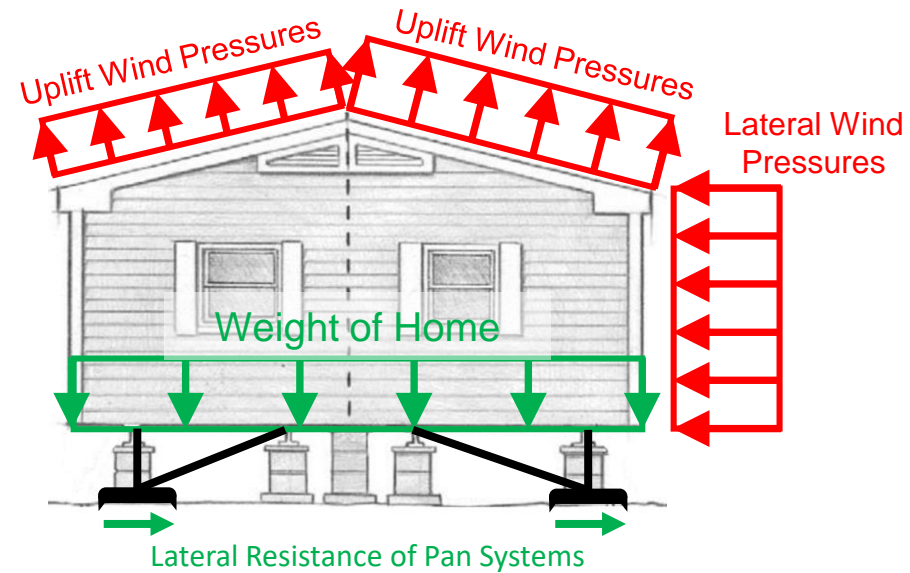 Uplift Wind Pressures
Uplift Wind Pressures
Lateral Wind
Pressures
Weight of Home
Lateral Resistance of Pan Systems